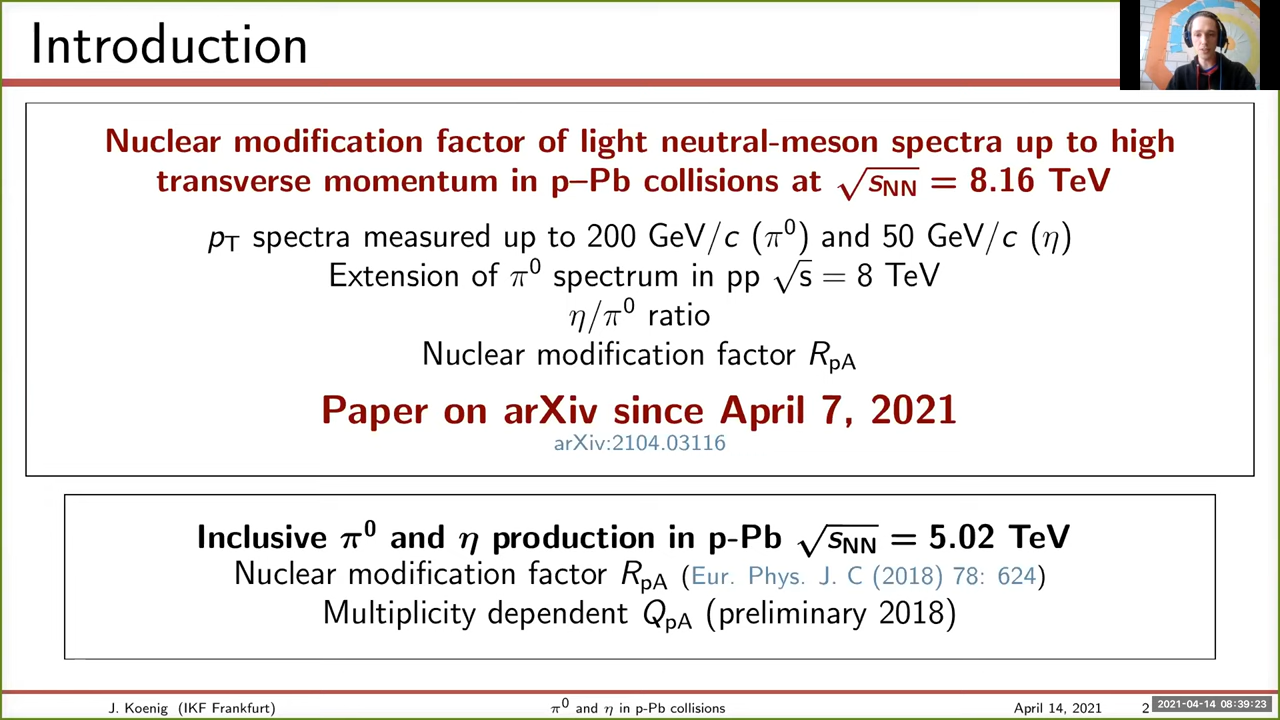 Introduction
Nuclear modification factor of light neutral-meson spectra up to high
transverse momentum in p–Pb collisions at √sNN = 8.16 TeV
pT spectra measured up to 200 GeV/c (π⁰) and 50 GeV/c (η)
Extension of π⁰ spectrum in pp √s = 8 TeV
η/π⁰ ratio
Nuclear modification factor RpA
Paper on arXiv since April 7, 2021
arXiv:2104.03116
Inclusive π⁰ and η production in p-Pb √sNN = 5.02 TeV
Nuclear modification factor RpA (Eur. Phys. J. C (2018) 78: 624)
Multiplicity dependent QpA (preliminary 2018)
J. Koenig (IKF Frankfurt) π⁰ and η in p-Pb collisions April 14, 2021 2
2021-04-14 08:39:23